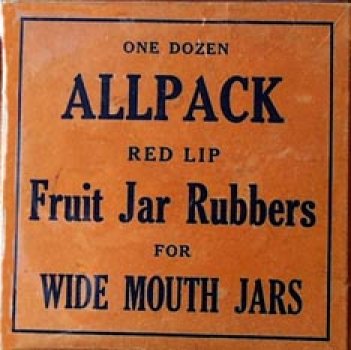 ONE DOZEN
ALLPACK
RED LIP
Fruit Jar Rubbers
FOR
WIDE MOUTH JARS